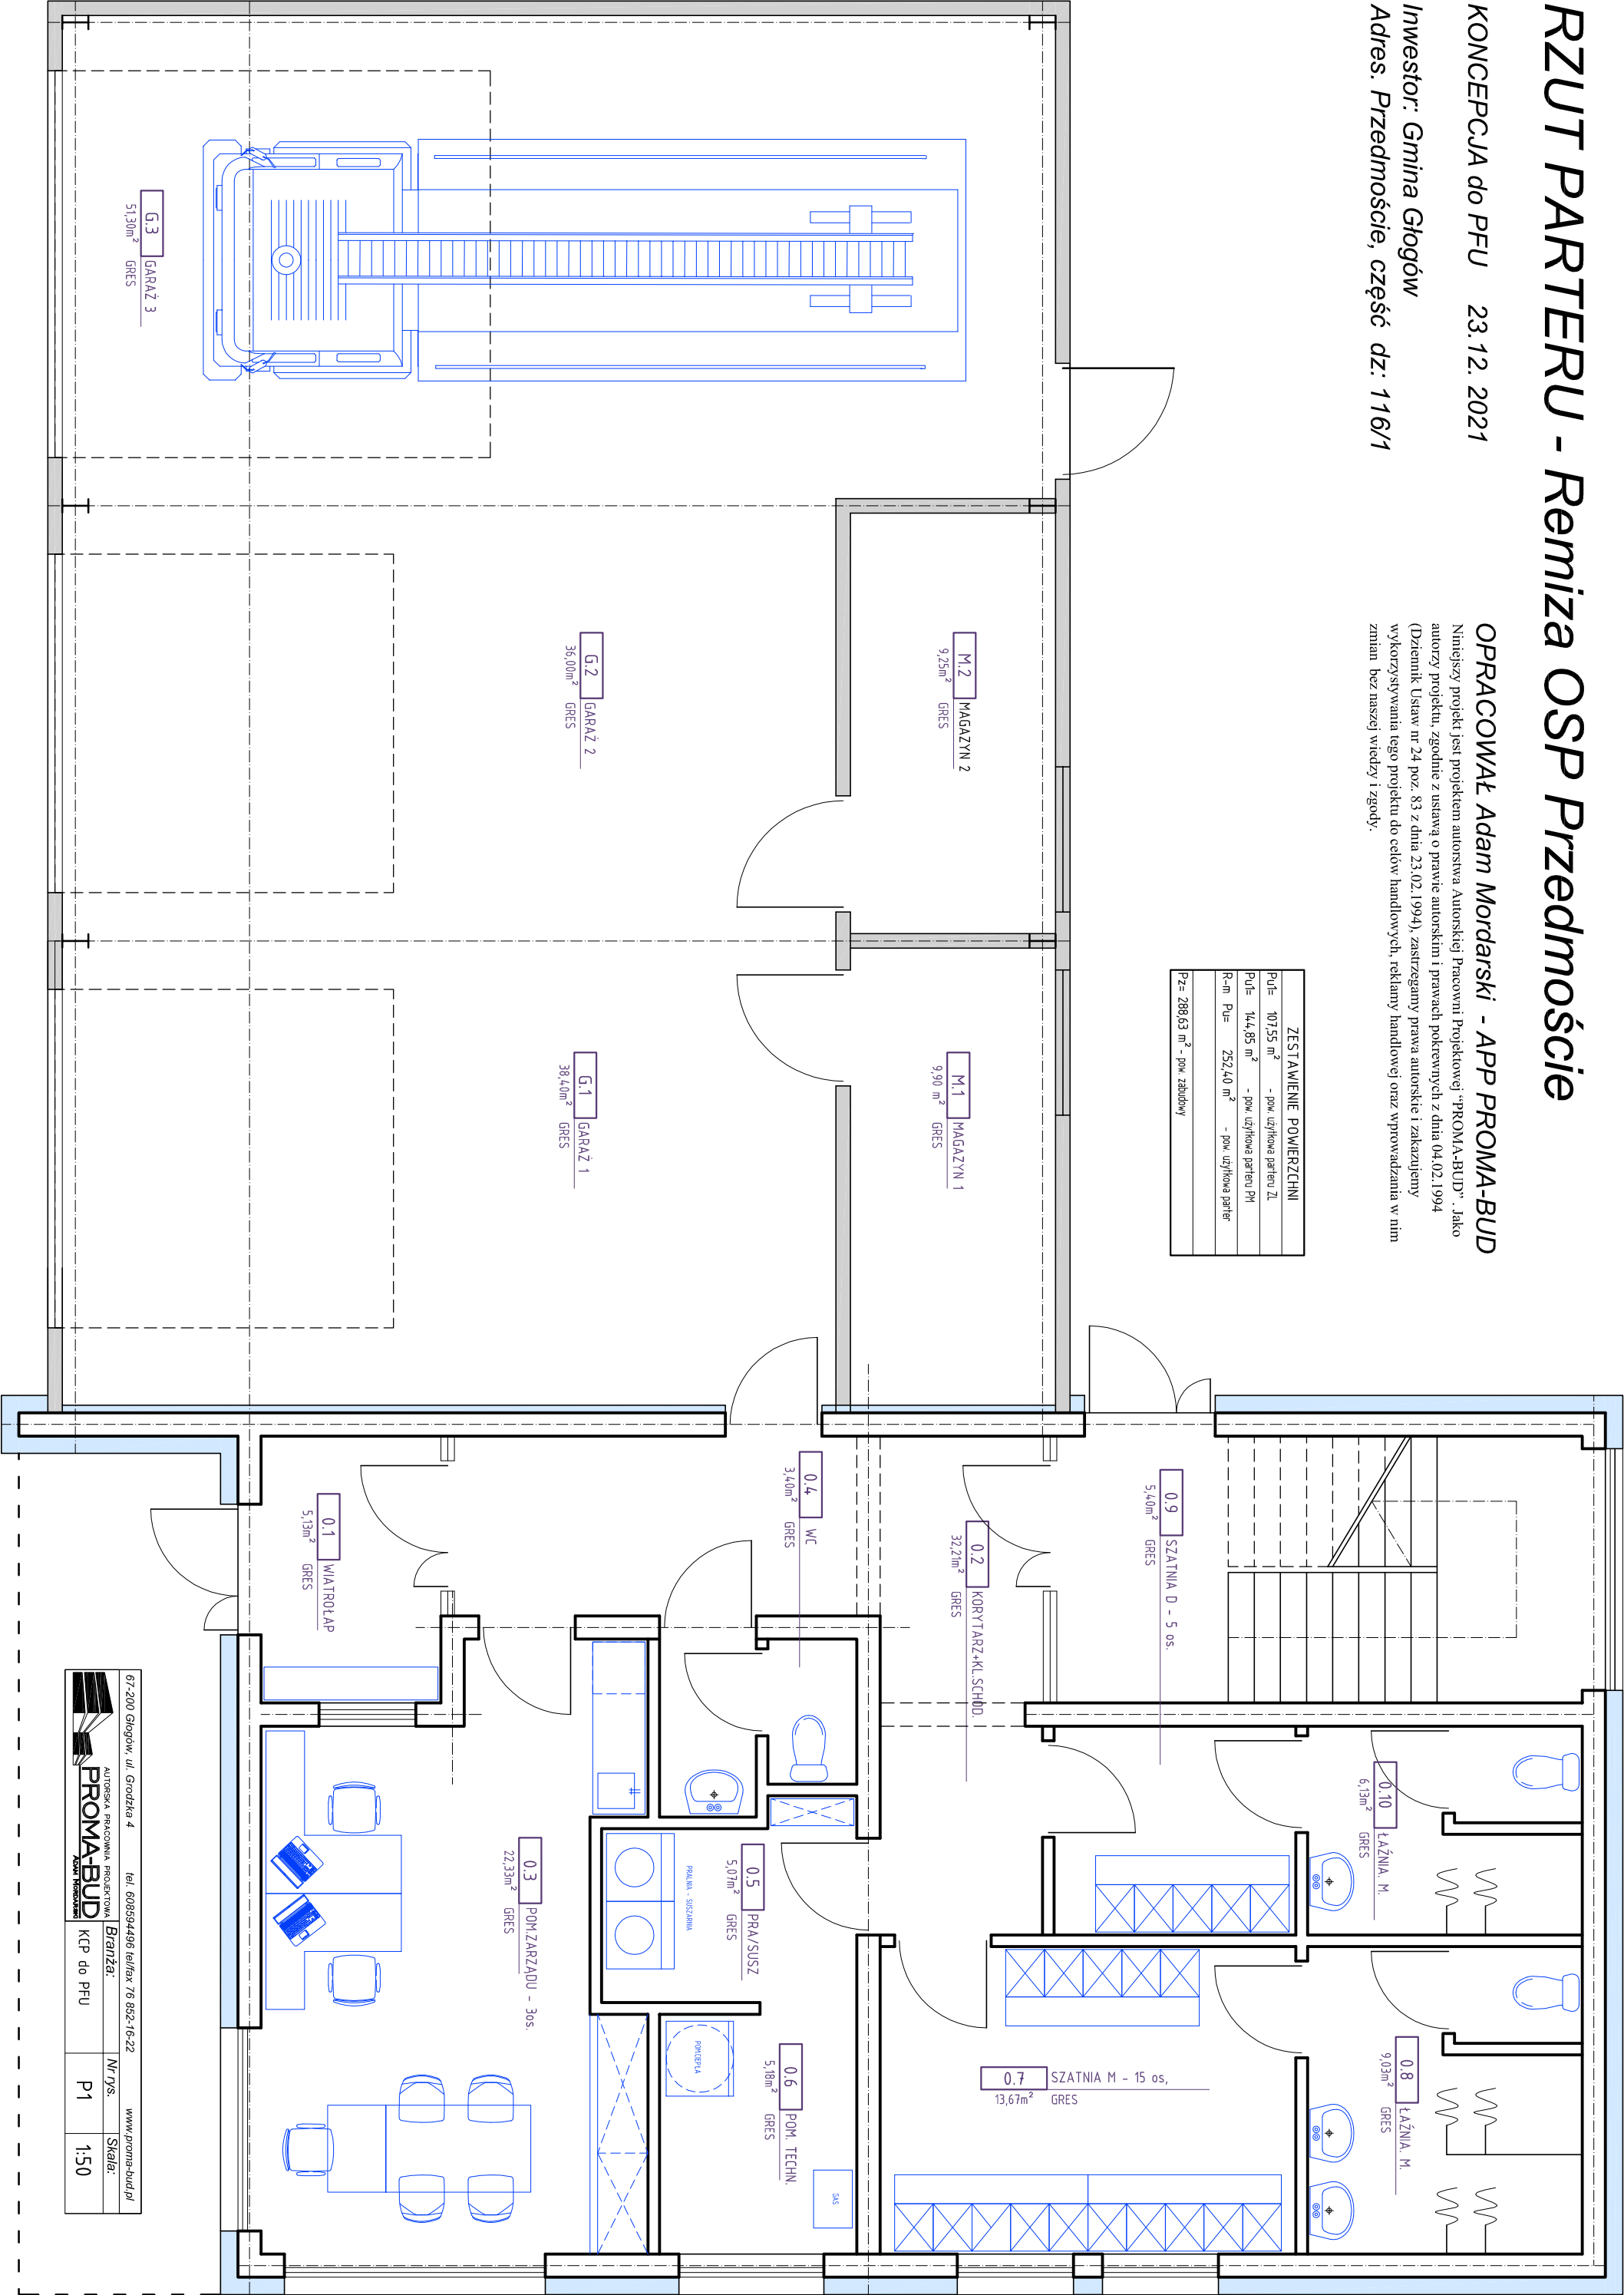 RZUT PARTERU - Remiza OSP Przedmoście
KONCEPCJA do PFU 23.12. 2021
Inwestor: Gmina Głogów
Adres. Przedmoście, część dz: 116/1
OPRACOWAŁ Adam Mordarski - APP PROMA-BUD
Niniejszy projekt jest projektem autorstwa Autorskiej Pracowni Projektowej “PROMA-BUD” . Jako
autorzy projektu, zgodnie z ustawą o prawie autorskim i prawach pokrewnych z dnia 04.02.1994
(Dziennik Ustaw nr 24 poz. 83 z dnia 23.02.1994), zastrzegamy prawa autorskie i zakazujemy
wykorzystywania tego projektu do celów handlowych, reklamy handlowej oraz wprowadzania w nim
zmian bez naszej wiedzy i zgody.
ZESTAWIENIE POWIERZCHNI
Pu1= 107,55 m² - pow. użytkowa parteru ZL
Pu1= 144,85 m² - pow. użytkowa parteru PM
R-m Pu= 252,40 m² - pow. użytkowa parter
Pz= 288,63 m² - pow. zabudowy
G.3 GARAŻ 3
51,30m² GRES
M.2 MAGAZYN 2
9,25m² GRES
G.2 GARAŻ 2
36,00m² GRES
M.1 MAGAZYN 1
9,90 m² GRES
G.1 GARAŻ 1
38,40m² GRES
0.9 SZATNIA D - 5 os.
5,40m² GRES
0.2 KORYTARZ+KL.SCHOD.
32,21m² GRES
0.4 WC
3,40m² GRES
0.1 WIATROŁAP
5,13m² GRES
0.10 ŁAŹNIA. M.
6,13m² GRES
0.5 PRA/SUSZ
5,07m² GRES
PRALNIA - SUSZARNIA
0.3 POM.ZARZĄDU - 3os.
22,33m² GRES
0.8 ŁAŹNIA. M.
9,03m² GRES
0.7 SZATNIA M - 15 os,
13,67m² GRES
0.6 POM. TECHN.
5,18m² GRES
POM.CIEPŁA
GAS
67-200 Głogów, ul. Grodzka 4 tel. 608594496 tel/fax 76 852-16-22 www.proma-bud.pl
AUTORSKA PRACOWNIA PROJEKTOWA
PROMA-BUD
ADAM MORDARSKI
Branża: Nr rys. Skala:
KCP do PFU P1 1:50